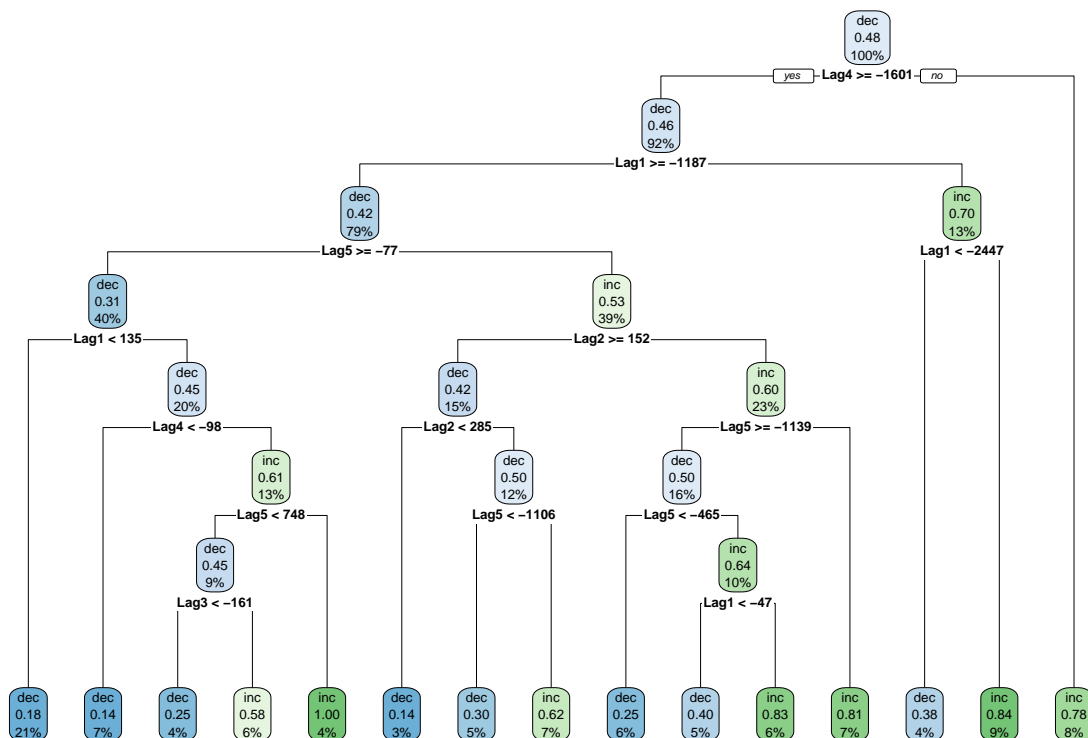 dec
0.48
100%
yes Lag4 >= −1601 no
dec
0.46
92%
Lag1 >= −1187
dec
0.42
79%
Lag5 >= −77
inc
0.70
13%
Lag1 < −2447
dec
0.31
40%
Lag1 < 135
inc
0.53
39%
Lag2 >= 152
dec
0.45
20%
Lag4 < −98
dec
0.42
15%
Lag2 < 285
inc
0.60
23%
Lag5 >= −1139
inc
0.61
13%
Lag5 < 748
dec
0.50
12%
Lag5 < −1106
dec
0.50
16%
Lag5 < −465
dec
0.45
9%
Lag3 < −161
inc
0.64
10%
Lag1 < −47
dec
0.18
21%
dec
0.14
7%
dec
0.25
4%
inc
0.58
6%
inc
1.00
4%
dec
0.14
3%
dec
0.30
5%
inc
0.62
7%
dec
0.25
6%
dec
0.40
5%
inc
0.83
6%
inc
0.81
7%
dec
0.38
4%
inc
0.84
9%
inc
0.78
8%